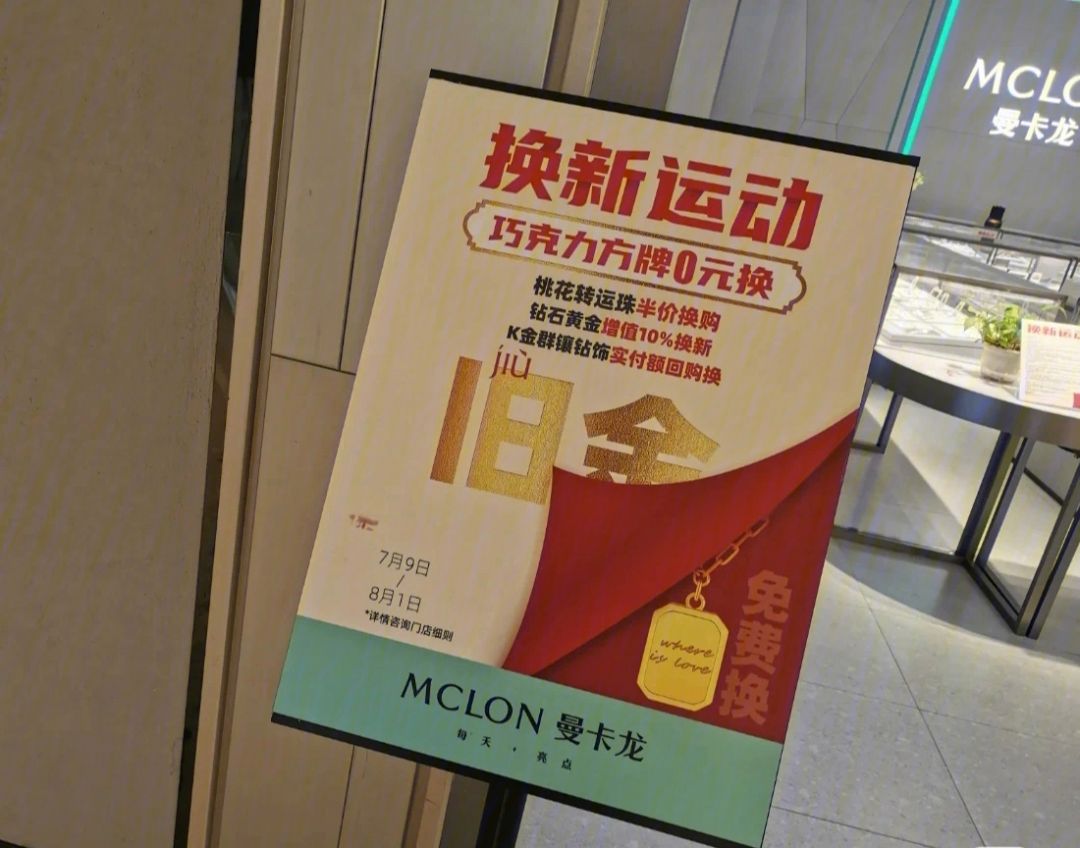 换新运动
巧克力方牌0元换
桃花转运珠半价换购
钻石黄金增值10%换新
K金群镶钻饰实付额回购换
jiù
旧金
7月9日
/
8月1日
*详情咨询门店细则
where
is love
免费换
MCLON 曼卡龙
每天·亮点
MCLO
曼卡龙
换新运